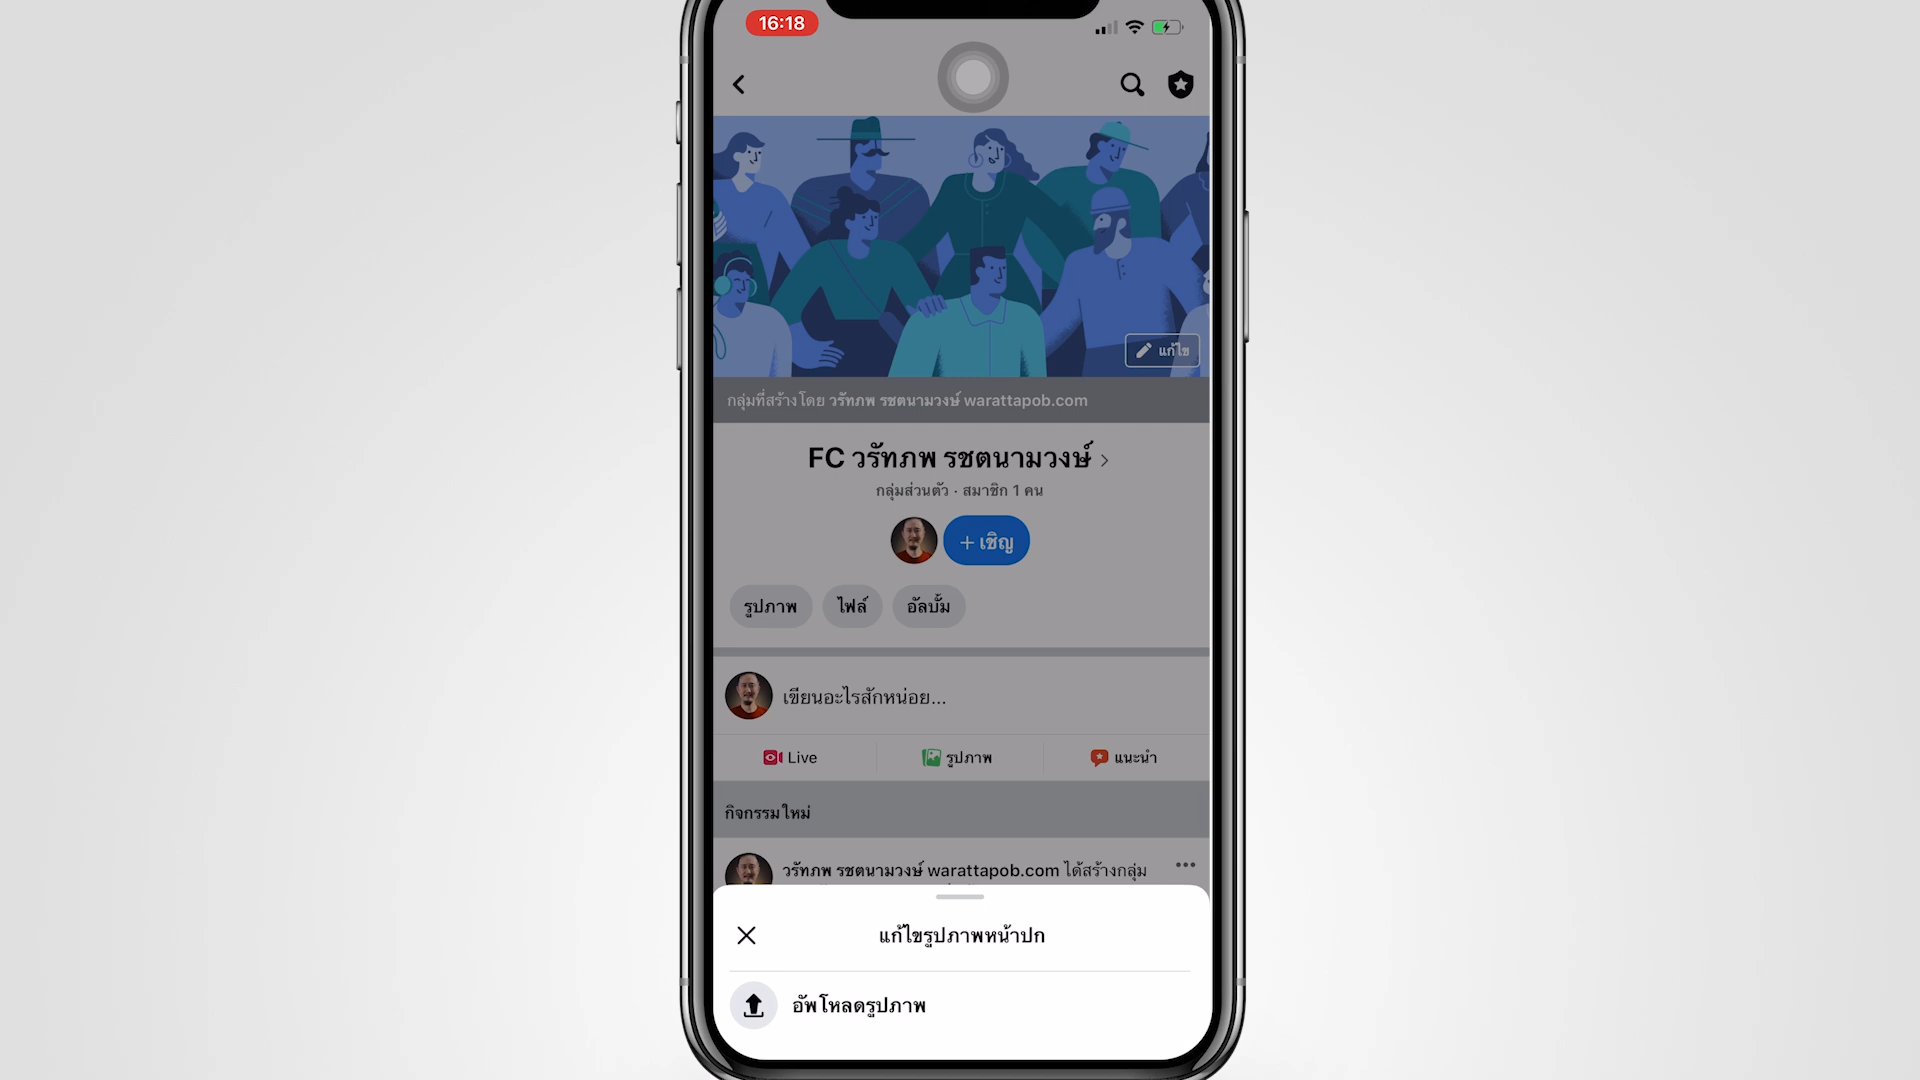 16:18
แก้ไข
กลุ่มที่สร้างโดย วรัทภพ รชตนามวงษ์ warattapob.com
FC วรัทภพ รชตนามวงษ์
กลุ่มส่วนตัว · สมาชิก 1 คน
+ เชิญ
รูปภาพ ไฟล์ อัลบั้ม
เขียนอะไรสักหน่อย...
Live รูปภาพ แนะนำ
กิจกรรมใหม่
วรัทภพ รชตนามวงษ์ warattapob.com ได้สร้างกลุ่ม
แก้ไขรูปภาพหน้าปก
อัพโหลดรูปภาพ